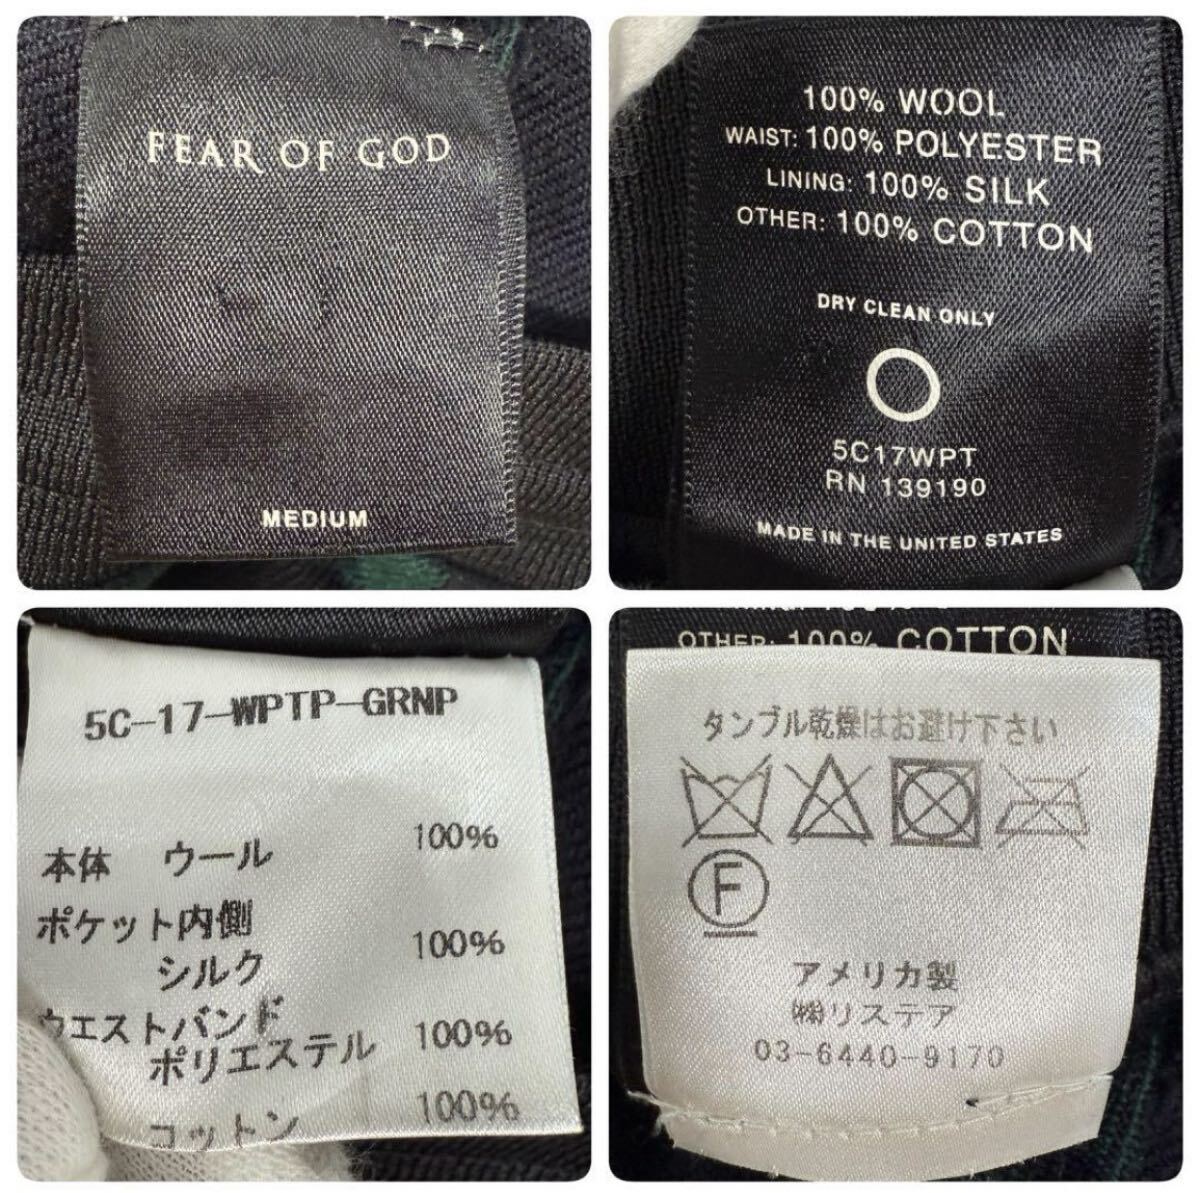 FEAR OF GOD
MEDIUM
100% WOOL
WAIST: 100% POLYESTER
LINING: 100% SILK
OTHER: 100% COTTON
DRY CLEAN ONLY
5C17WPT
RN 139190
MADE IN THE UNITED STATES
5C-17-WPTP-GRNP
本体 ウール 100%
ポケット内側
シルク 100%
ウエストバンド
ポリエステル 100%
コットン 100%
OTHER: 100% COTTON
タンブル乾燥はお避け下さい
F
アメリカ製
㈱リステア
03-6440-9170